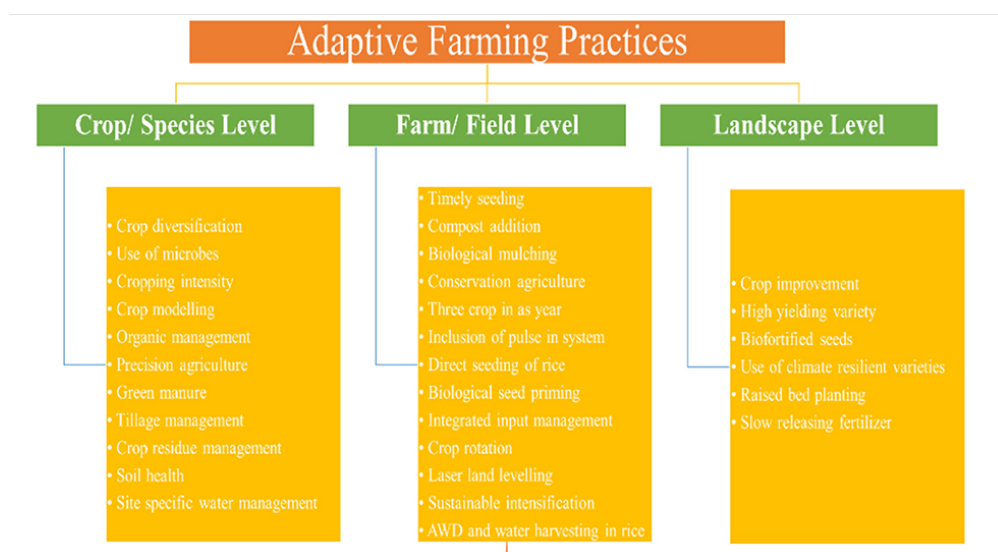 Adaptive Farming Practices
Crop/ Species Level
• Crop diversification
• Use of microbes
• Cropping intensity
• Crop modelling
• Organic management
• Precision agriculture
• Green manure
• Tillage management
• Crop residue management
• Soil health
• Site specific water management
Farm/ Field Level
• Timely seeding
• Compost addition
• Biological mulching
• Conservation agriculture
• Three crop in as year
• Inclusion of pulse in system
• Direct seeding of rice
• Biological seed priming
• Integrated input management
• Crop rotation
• Laser land levelling
• Sustainable intensification
• AWD and water harvesting in rice
Landscape Level
• Crop improvement
• High yielding variety
• Biofortified seeds
• Use of climate resilient varieties
• Raised bed planting
• Slow releasing fertilizer